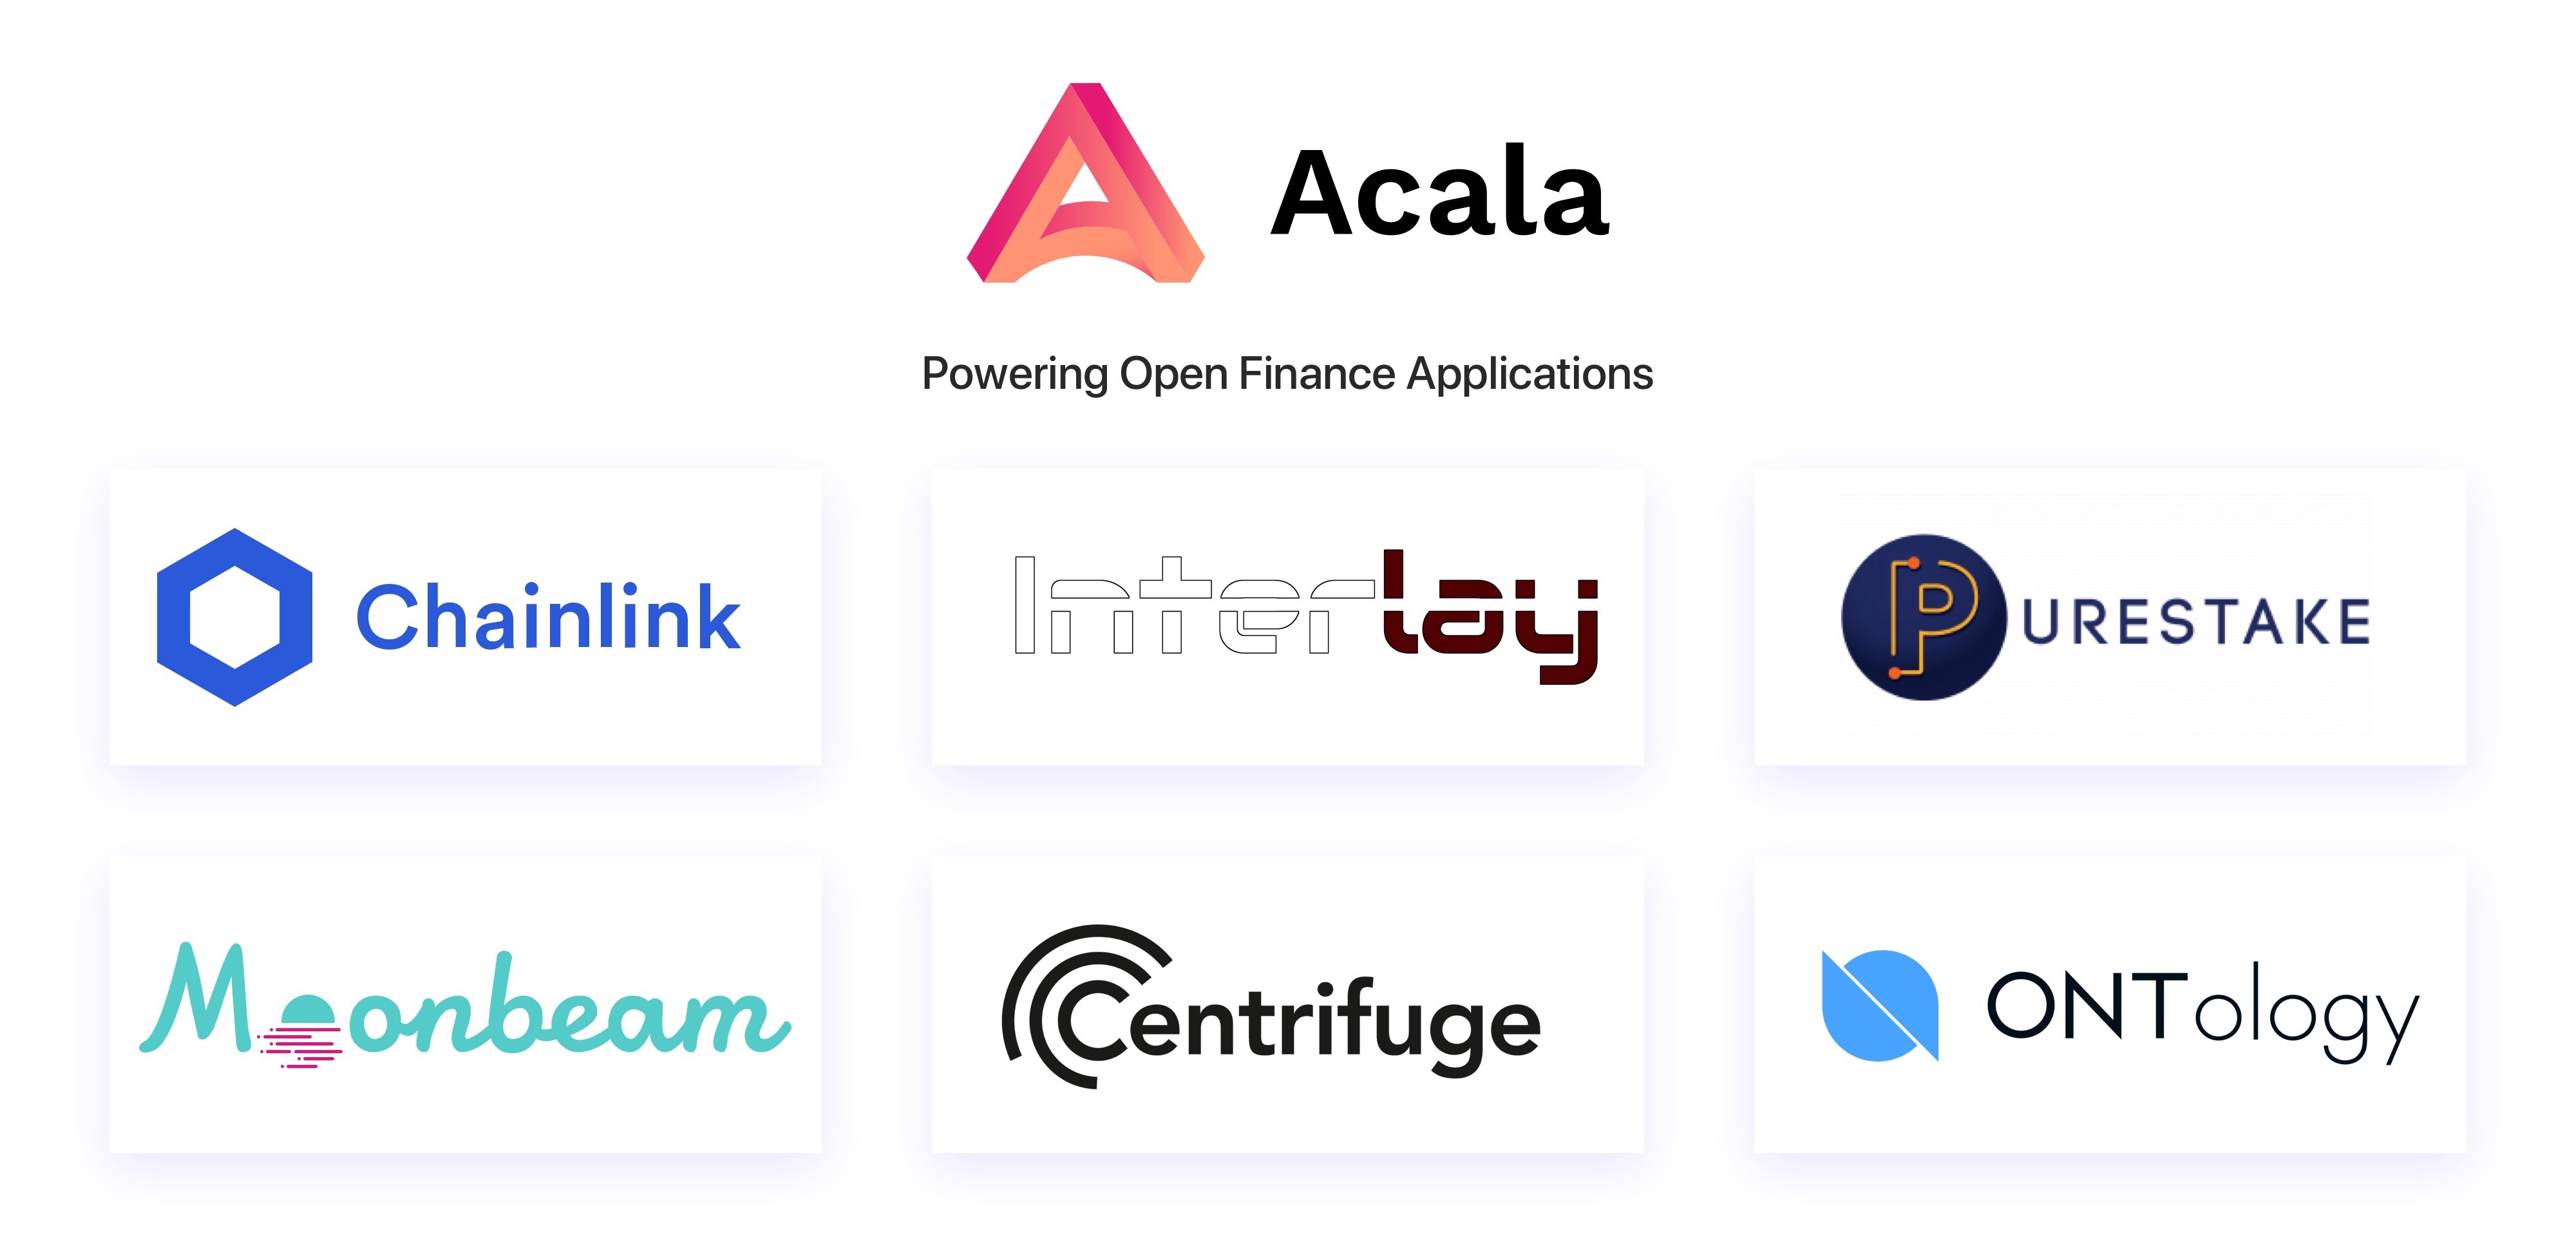 Acala
Powering Open Finance Applications
Chainlink
Interlay
PURESTAKE
Moonbeam
Centrifuge
ONTology